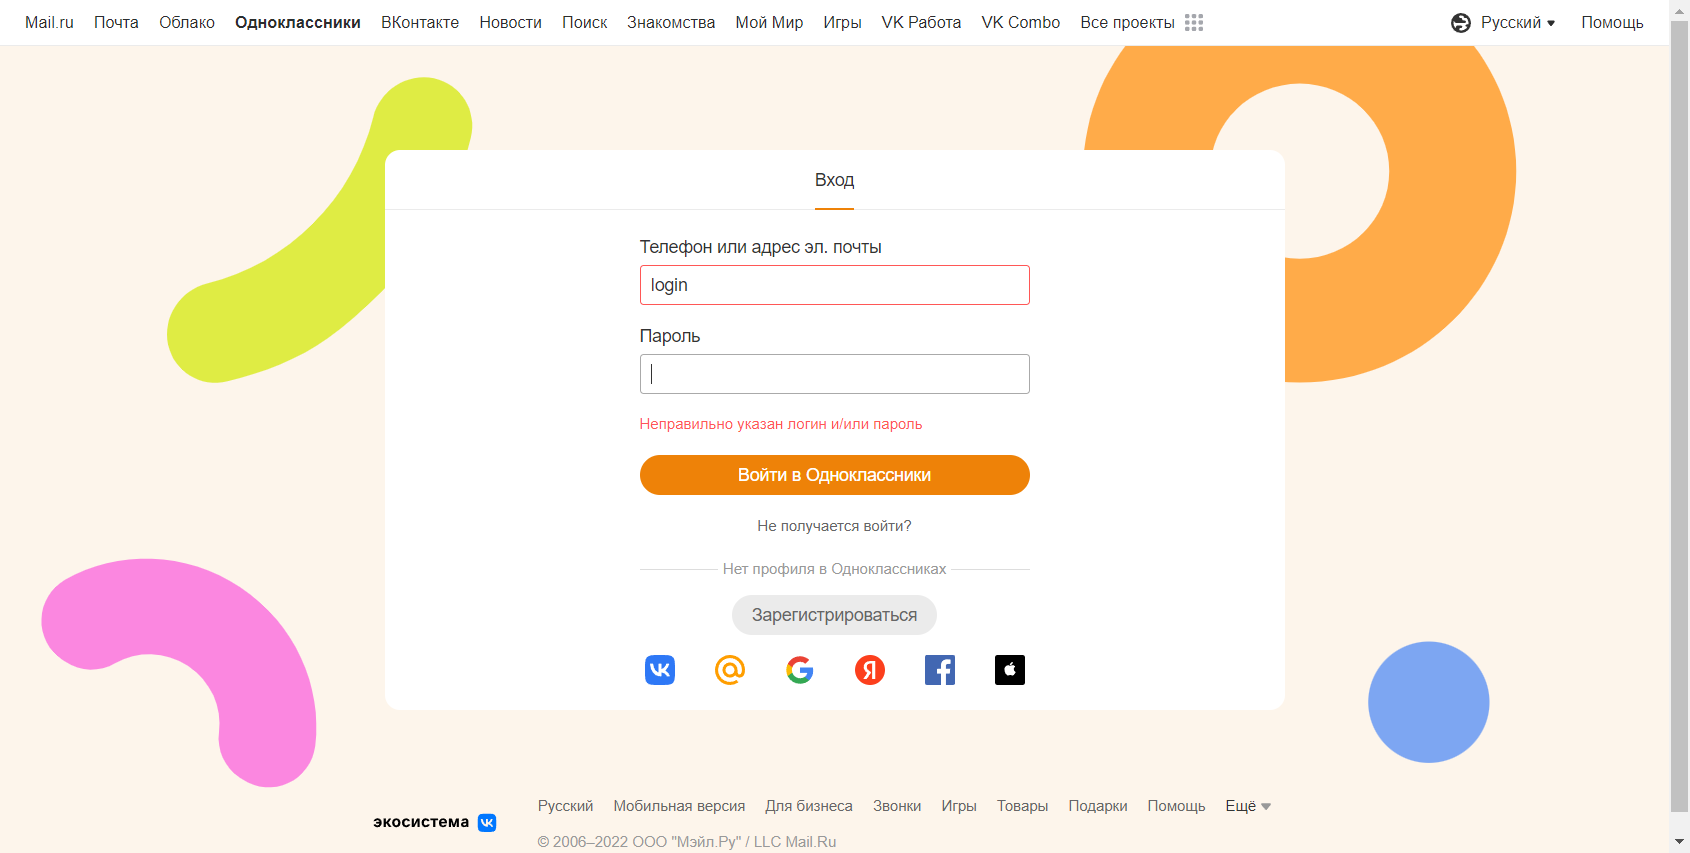 Mail.ru Почта Облако Одноклассники ВКонтакте Новости Поиск Знакомства Мой Мир Игры VK Работа VK Combo Все проекты Русский Помощь
Вход
Телефон или адрес эл. почты
login
Пароль
Неправильно указан логин и/или пароль
Войти в Одноклассники
Не получается войти?
Нет профиля в Одноклассниках
Зарегистрироваться
Русский Мобильная версия Для бизнеса Звонки Игры Товары Подарки Помощь Ещё
экосистема
© 2006–2022 ООО "Мэйл.Ру" / LLC Mail.Ru